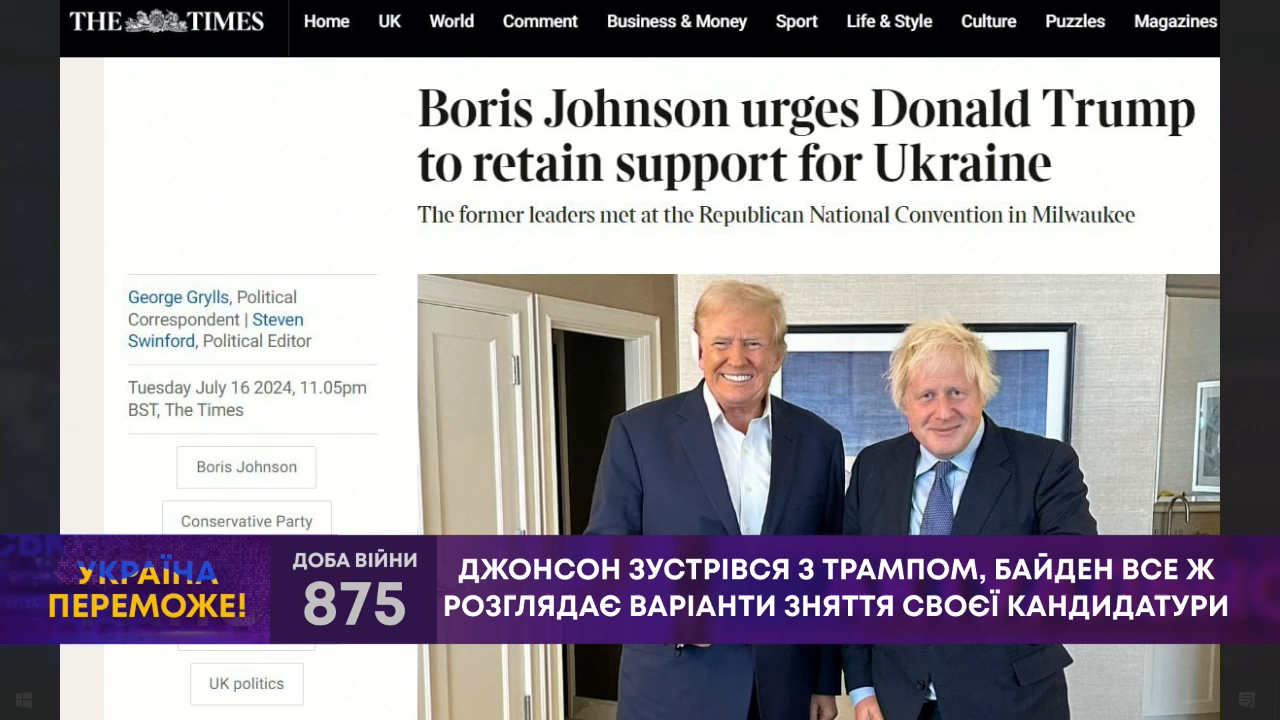 THE TIMES
Home UK World Comment Business & Money Sport Life & Style Culture Puzzles Magazines
Boris Johnson urges Donald Trump
to retain support for Ukraine
The former leaders met at the Republican National Convention in Milwaukee
George Grylls, Political
Correspondent | Steven
Swinford, Political Editor
Tuesday July 16 2024, 11.05pm
BST, The Times
Boris Johnson
Conservative Party
УКРАЇНА
ПЕРЕМОЖЕ!
ДОБА ВІЙНИ
875
ДЖОНСОН ЗУСТРІВСЯ З ТРАМПОМ, БАЙДЕН ВСЕ Ж
РОЗГЛЯДАЄ ВАРІАНТИ ЗНЯТТЯ СВОЄЇ КАНДИДАТУРИ
UK politics